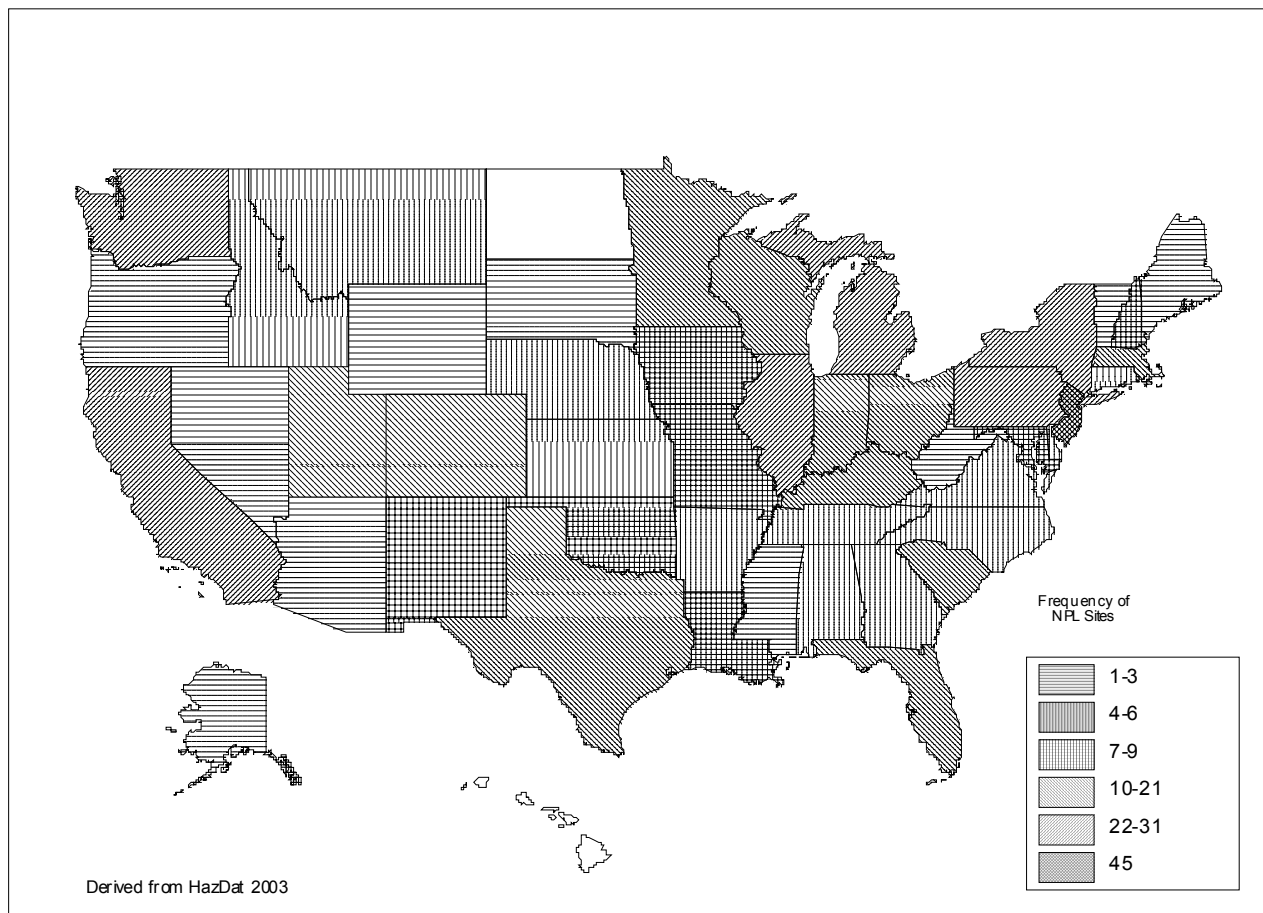 Frequency of
NPL Sites
1-3
4-6
7-9
10-21
22-31
45
Derived from HazDat 2003